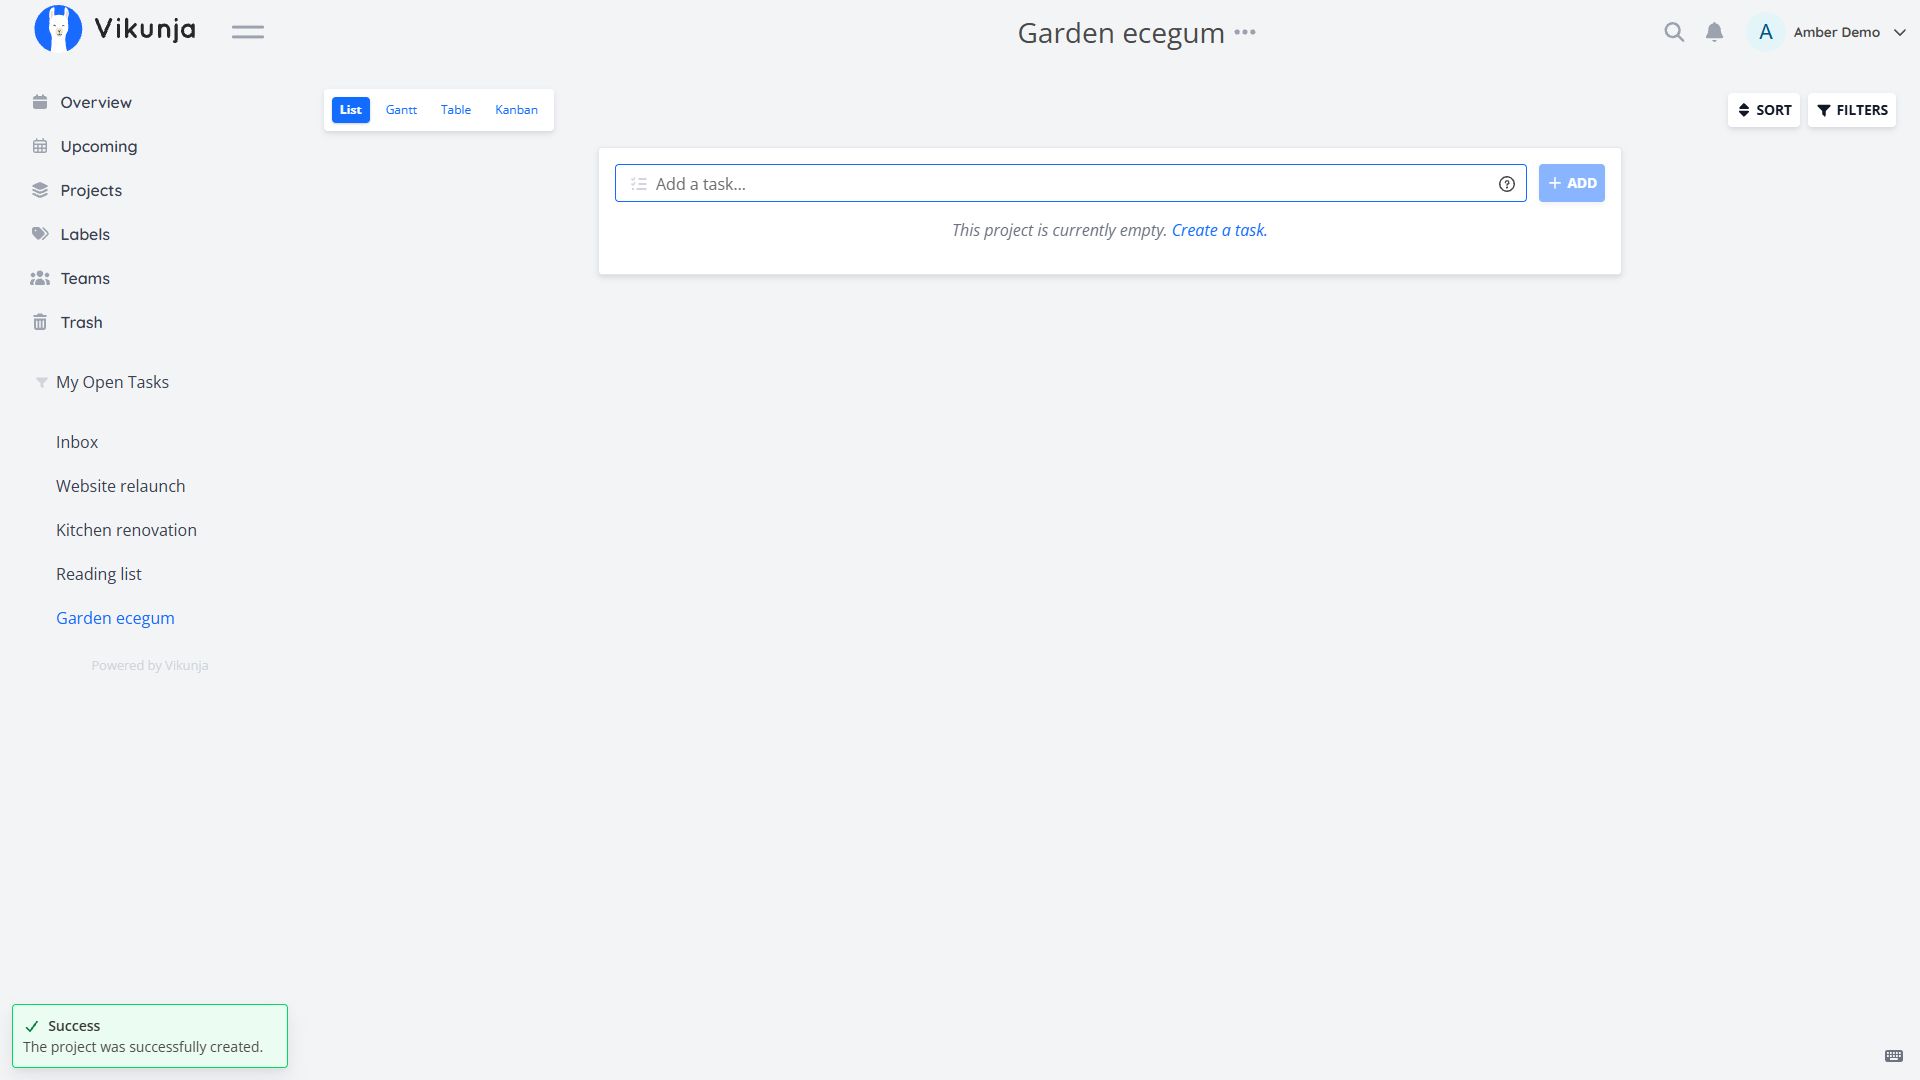 Vikunja
Garden ecegum
A
Amber Demo
Overview
Upcoming
Projects
Labels
Teams
Trash
My Open Tasks
Inbox
Website relaunch
Kitchen renovation
Reading list
Garden ecegum
Powered by Vikunja
List Gantt Table Kanban
SORT
FILTERS
Add a task...
ADD
This project is currently empty. Create a task.
Success
The project was successfully created.